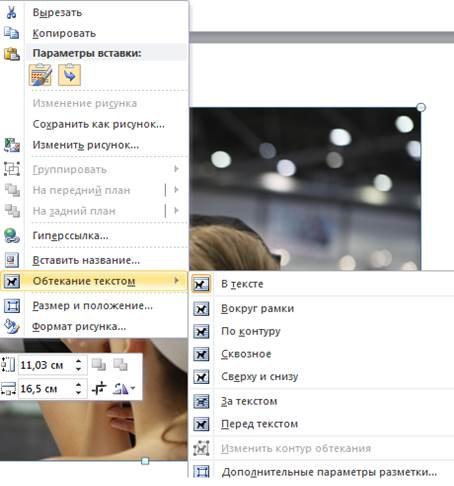 Вырезать
Копировать
Параметры вставки:
Изменение рисунка
Сохранить как рисунок...
Изменить рисунок...
Группировать
На передний план
На задний план
Гиперссылка...
Вставить название...
Обтекание текстом
Размер и положение...
Формат рисунка...
11,03 см
16,5 см
В тексте
Вокруг рамки
По контуру
Сквозное
Сверху и снизу
За текстом
Перед текстом
Изменить контур обтекания
Дополнительные параметры разметки...